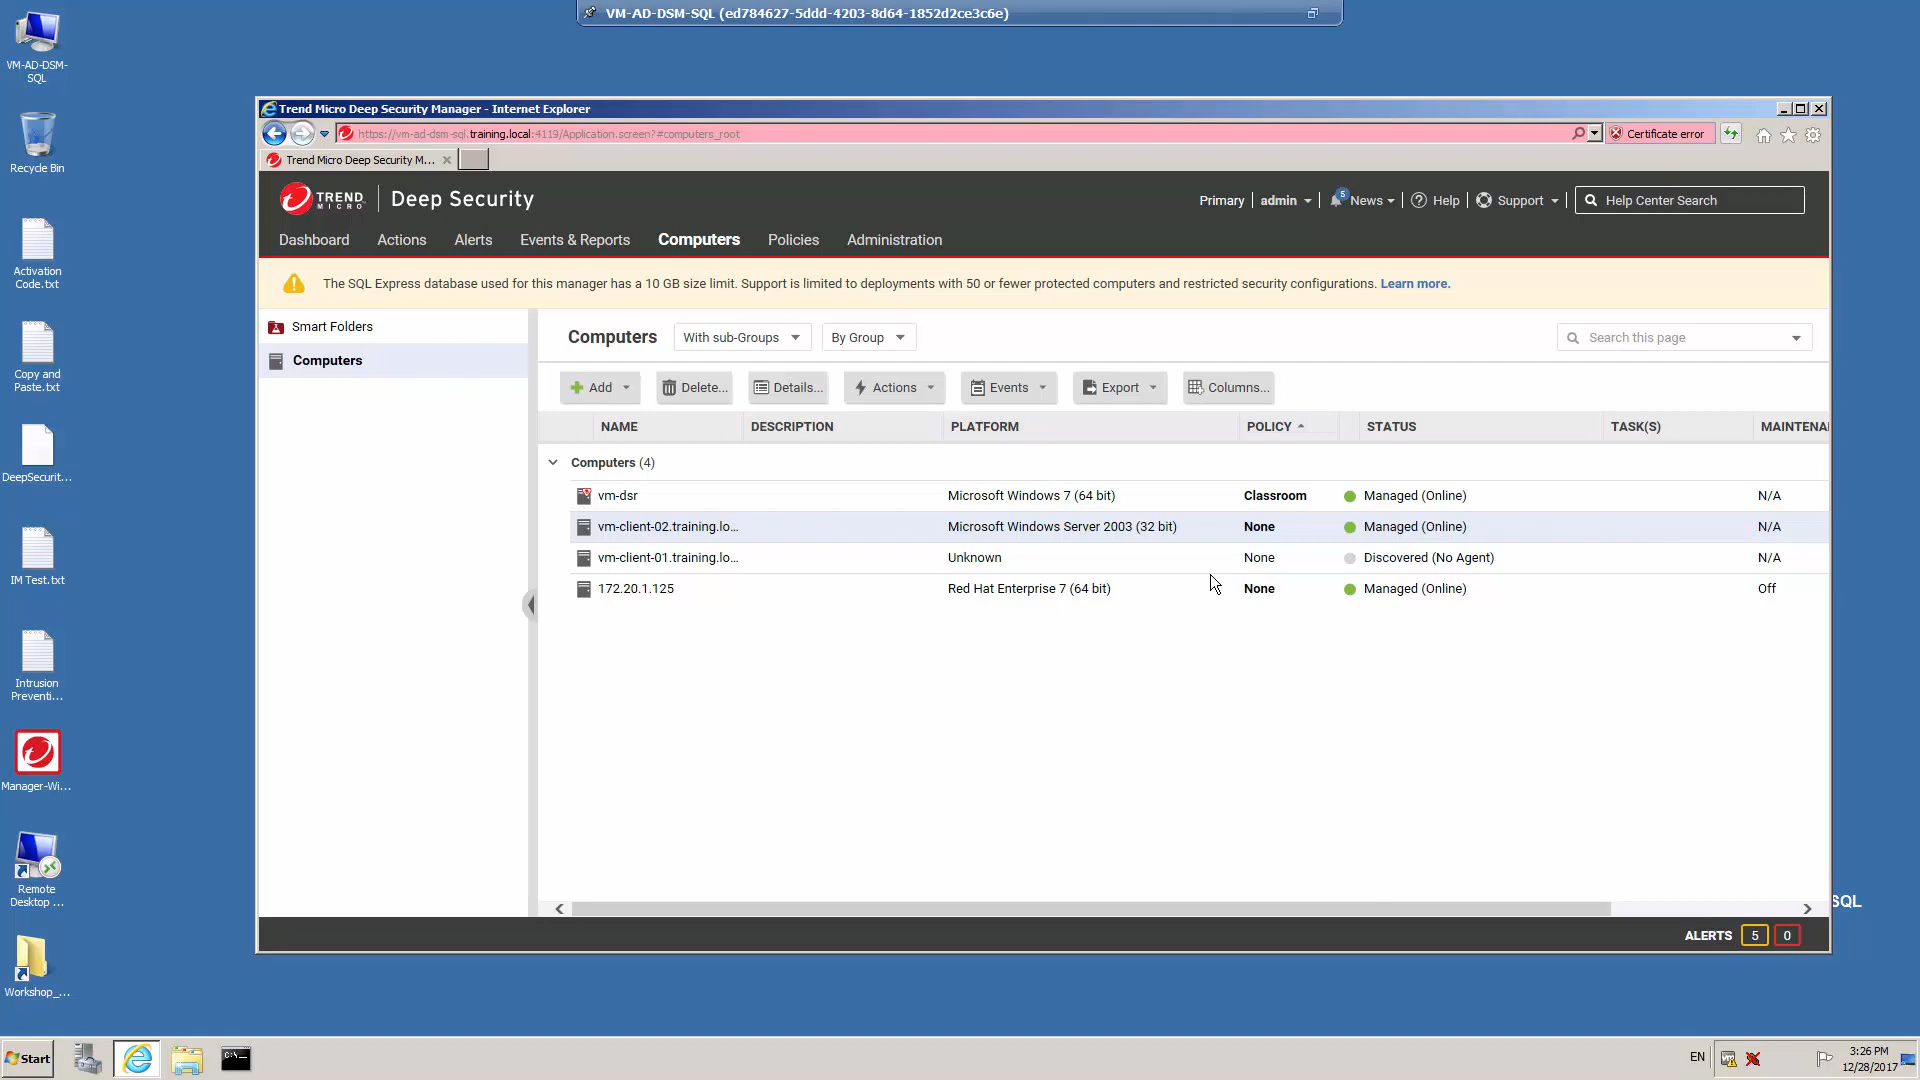 VM-AD-DSM-SQL (ed784627-5ddd-4203-8d64-1852d2ce3c6e)
VM-AD-DSM-
SQL
Recycle Bin
Activation
Code.txt
Copy and
Paste.txt
DeepSecurit...
IM Test.txt
Intrusion
Preventi...
Manager-Wi...
Remote
Desktop ...
Workshop_...
Trend Micro Deep Security Manager - Internet Explorer
https://vm-ad-dsm-sql.training.local:4119/Application.screen?#computers_root
Certificate error
Trend Micro Deep Security M...
TREND
MICRO
Deep Security
Primary
admin
5
News
Help
Support
Help Center Search
Dashboard
Actions
Alerts
Events & Reports
Computers
Policies
Administration
The SQL Express database used for this manager has a 10 GB size limit. Support is limited to deployments with 50 or fewer protected computers and restricted security configurations. Learn more.
Smart Folders
Computers
Computers
With sub-Groups
By Group
Search this page
Add
Delete...
Details...
Actions
Events
Export
Columns...
NAME DESCRIPTION PLATFORM POLICY STATUS TASK(S) MAINTENA
Computers (4)
vm-dsr Microsoft Windows 7 (64 bit) Classroom Managed (Online) N/A
vm-client-02.training.lo... Microsoft Windows Server 2003 (32 bit) None Managed (Online) N/A
vm-client-01.training.lo... Unknown None Discovered (No Agent) N/A
172.20.1.125 Red Hat Enterprise 7 (64 bit) None Managed (Online) Off
SQL
ALERTS 5 0
Start
C:\
EN
3:26 PM
12/28/2017